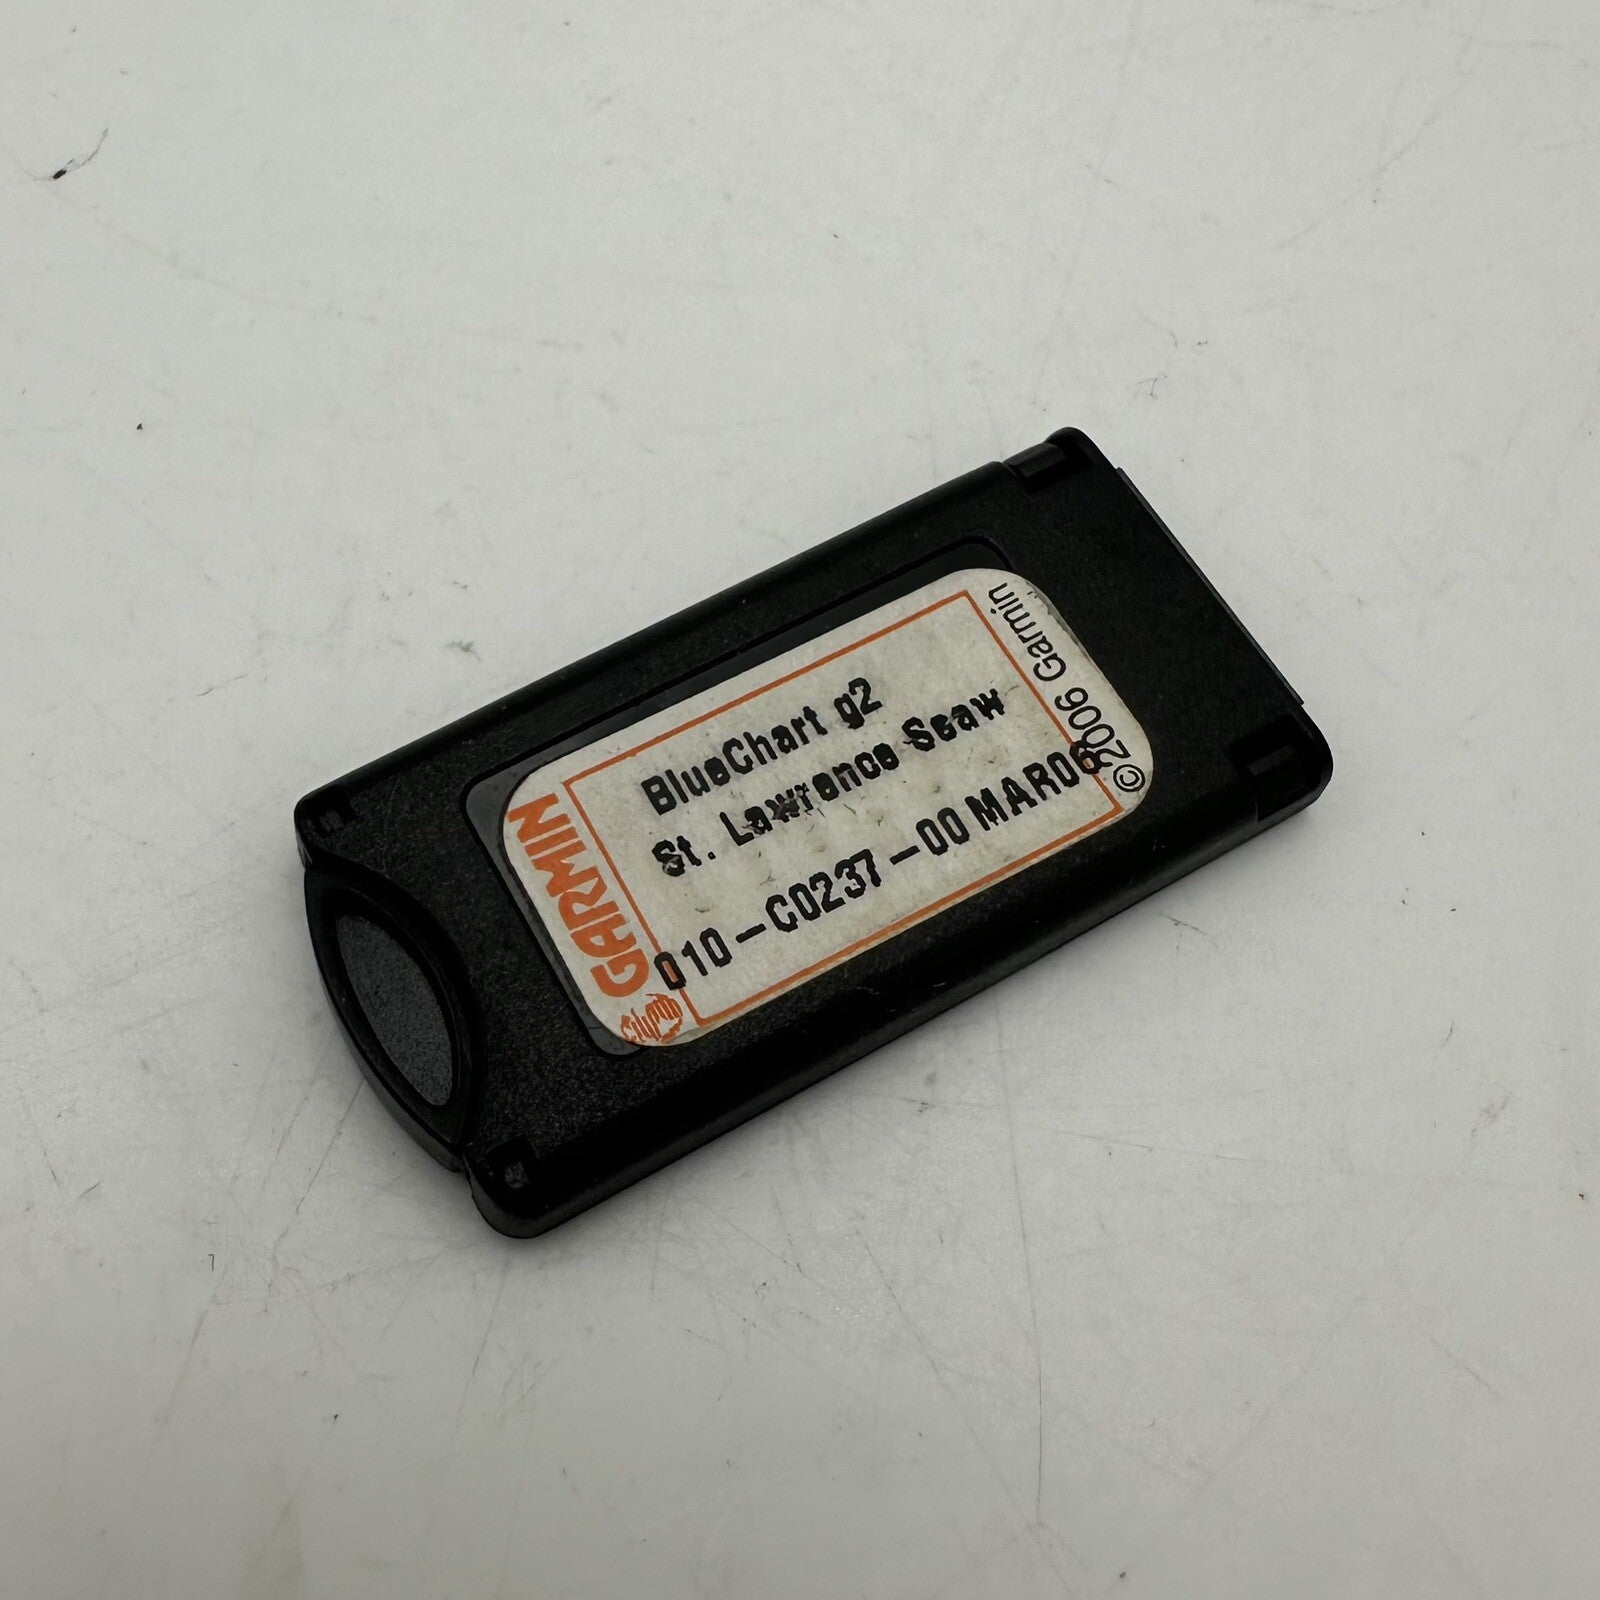 GARMIN
BlueChart g2
St. Lawrence Seaw
010-C0237-00 MAR06
©2006 Garmin